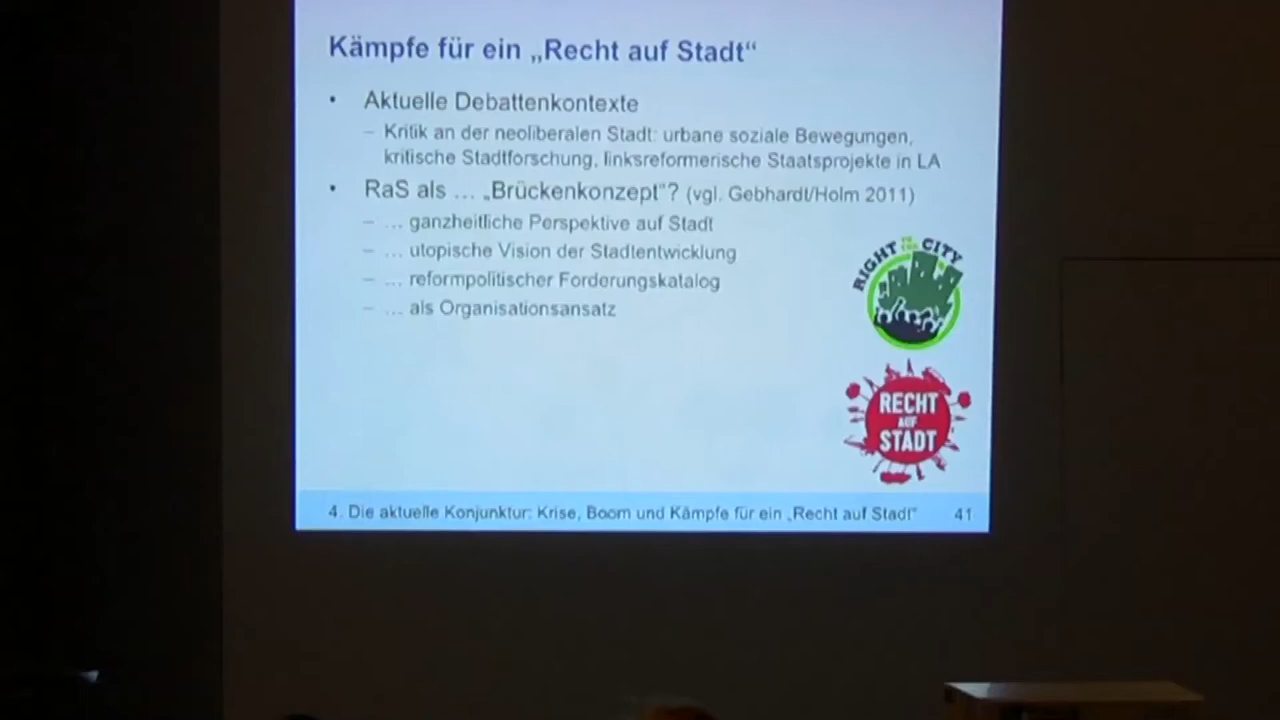 Kämpfe für ein „Recht auf Stadt“
• Aktuelle Debattenkontexte
– Kritik an der neoliberalen Stadt: urbane soziale Bewegungen,
kritische Stadtforschung, linksreformerische Staatsprojekte in LA
• RaS als … „Brückenkonzept“? (vgl. Gebhardt/Holm 2011)
– … ganzheitliche Perspektive auf Stadt
– … utopische Vision der Stadtentwicklung
– … reformpolitischer Forderungskatalog
– … als Organisationsansatz
RIGHT TO THE CITY
RECHT
AUF
STADT
4. Die aktuelle Konjunktur: Krise, Boom und Kämpfe für ein „Recht auf Stadt“ 41